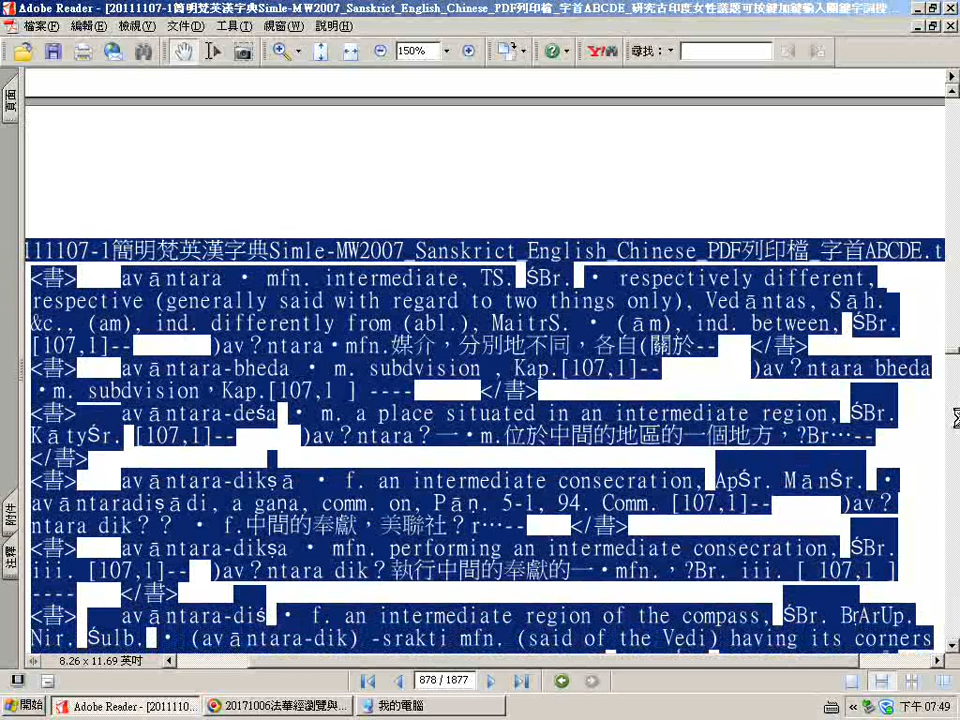 Adobe Reader - [20111107-1簡明梵英漢字典Simle-MW2007_Sanskrict_English_Chinese_PDF列印檔_字首ABCDE_研究古印度女性議題可按鍵加鍵輸入關鍵字詞搜...
檔案(F) 編輯(E) 檢視(V) 文件(D) 工具(T) 視窗(W) 說明(H)
150% 尋找:
頁面
111107-1簡明梵英漢字典Simle-MW2007_Sanskrict_English_Chinese_PDF列印檔_字首ABCDE.t
<書> avāntara • mfn. intermediate, TS. ŚBr. • respectively different,
respective (generally said with regard to two things only), Vedāntas, Sāh.
&c., (am), ind. differently from (abl.), MaitrS. • (ām), ind. between, ŚBr.
[107,1]-- )av?ntara•mfn.媒介，分別地不同，各自(關於-- </書>
<書> avāntara-bheda • m. subdivision , Kap.[107,1]-- )av?ntara bheda
•m. subdivision，Kap.[107,1 ] ---- </書>
<書> avāntara-deśa • m. a place situated in an intermediate region, ŚBr.
KātyŚr. [107,1]-- )av?ntara?一•m.位於中間的地區的一個地方，?Br…--
</書>
<書> avāntara-dikṣā • f. an intermediate consecration, ApŚr. MānŚr. •
avāntaradiṣādi, a gaṇa, comm. on, Pāṇ. 5-1, 94. Comm. [107,1]-- )av?
ntara dik?? • f.中間的奉獻，美聯社?r…-- </書>
<書> avāntara-dikṣa • mfn. performing an intermediate consecration, ŚBr.
iii. [107,1]-- )av?ntara dik?執行中間的奉獻的一•mfn.，?Br. iii. [ 107,1 ]
---- </書>
<書> avāntara-diś • f. an intermediate region of the compass, ŚBr. BṛArUp.
Nir. Śulb. • (avāntara-dik) -srakti mfn. (said of the Vedi) having its corners
附件
注釋
8.26 x 11.69 英吋
878 / 1877
開始 Adobe Reader - [2011110... 20171006法華經瀏覽與... 我的電腦 下午 07:49